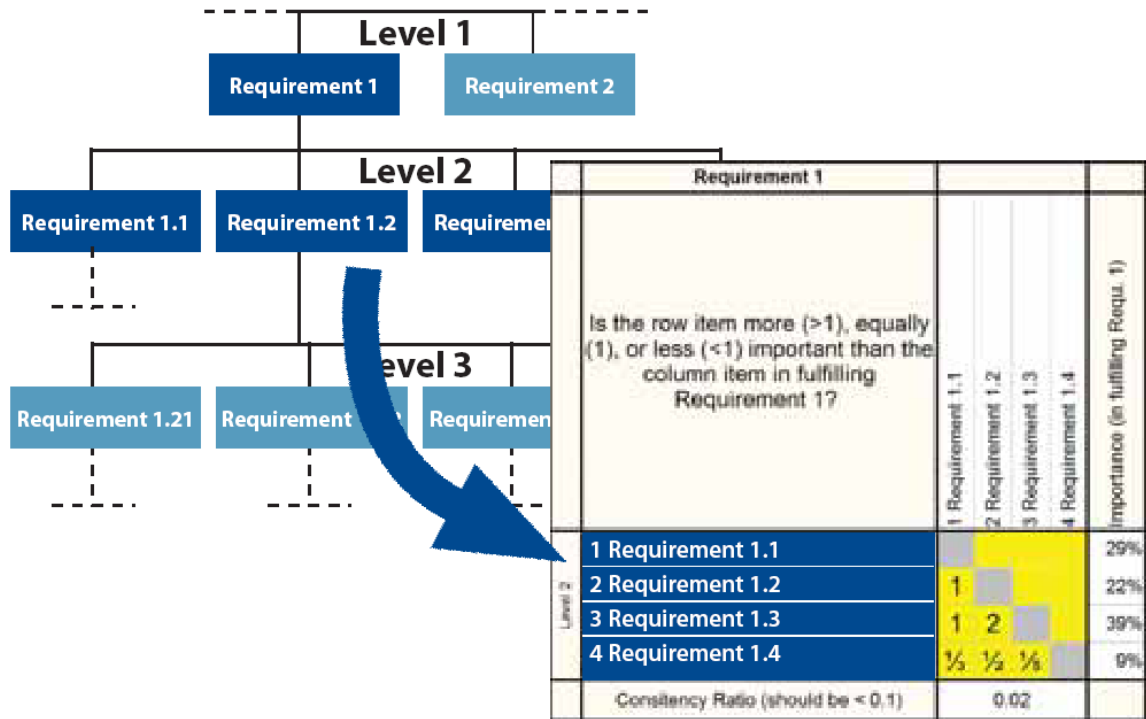 Level 1
Requirement 1
Requirement 2
Level 2
Requirement 1.1
Requirement 1.2
Requiremen
evel 3
Requirement 1.21
Requirement
2
Requiremen
Requirement 1
Is the row item more (>1), equally
(1), or less (<1) important than the
column item in fulfilling
Requirement 1?
1 Requirement 1.1
2 Requirement 1.2
3 Requirement 1.3
4 Requirement 1.4
Importance (in fulfilling Requ. 1)
Level 2
1 Requirement 1.1
29%
2 Requirement 1.2
1
22%
3 Requirement 1.3
1 2
39%
4 Requirement 1.4
½
9%
Consitency Ratio (should be < 0.1)
0.02